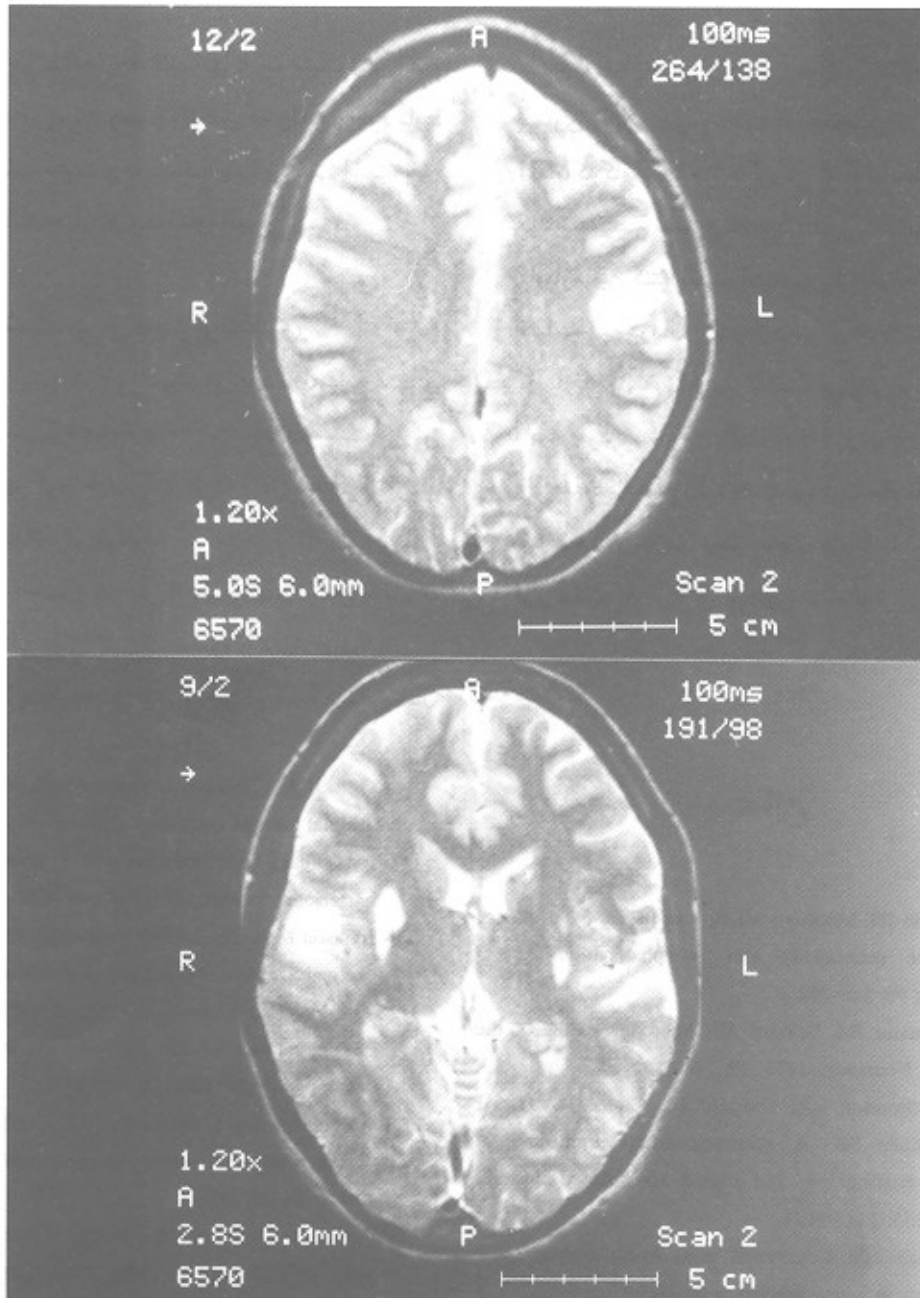 12/2
A
100ms
264/138
→
R
L
1.20x
A
5.0S 6.0mm
6570
P
Scan 2
5 cm
9/2
A
100ms
191/98
→
R
L
1.20x
A
2.8S 6.0mm
6570
P
Scan 2
5 cm